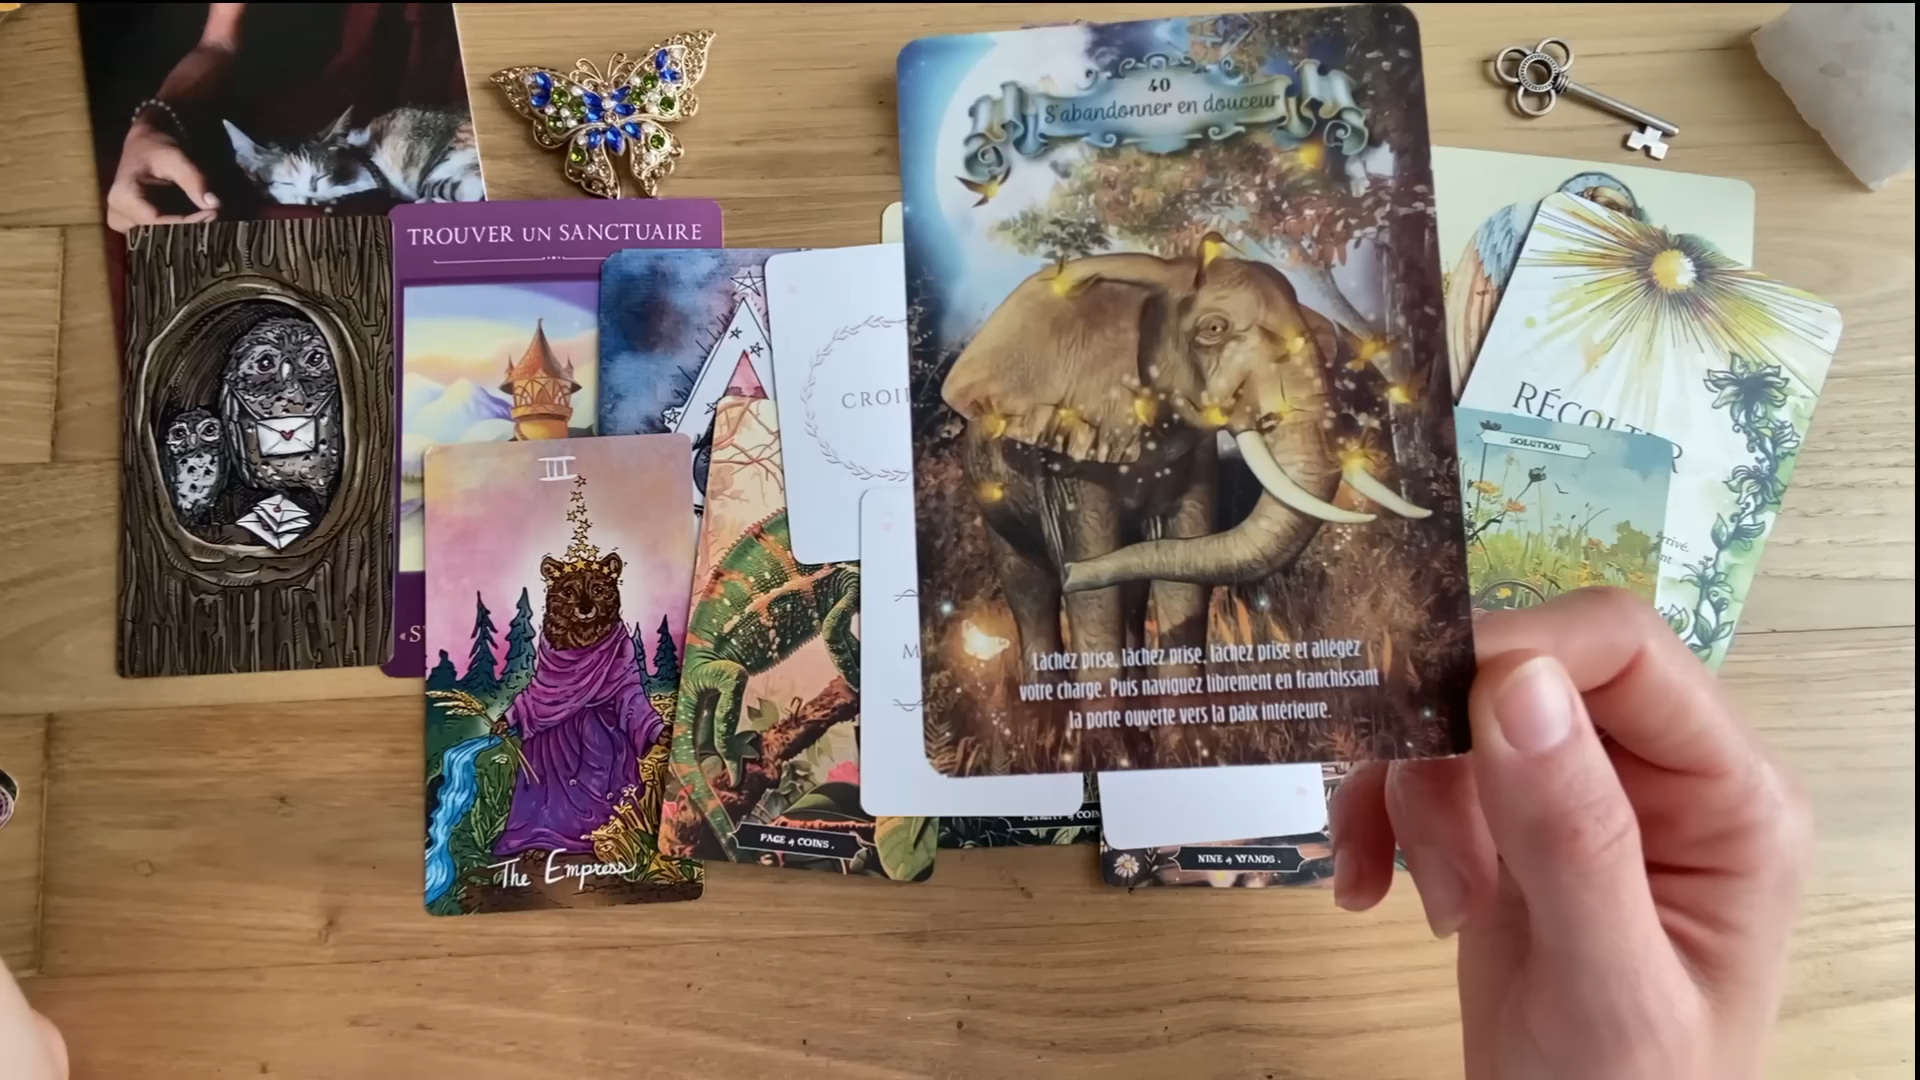 TROUVER UN SANCTUAIRE
III
The Empress
PAGE of COINS.
40
S'abandonner en douceur
Lâchez prise, lâchez prise, lâchez prise et allégez
votre charge. Puis naviguez librement en franchissant
la porte ouverte vers la paix intérieure.
NINE of WANDS.
RÉCOLTER
SOLUTION